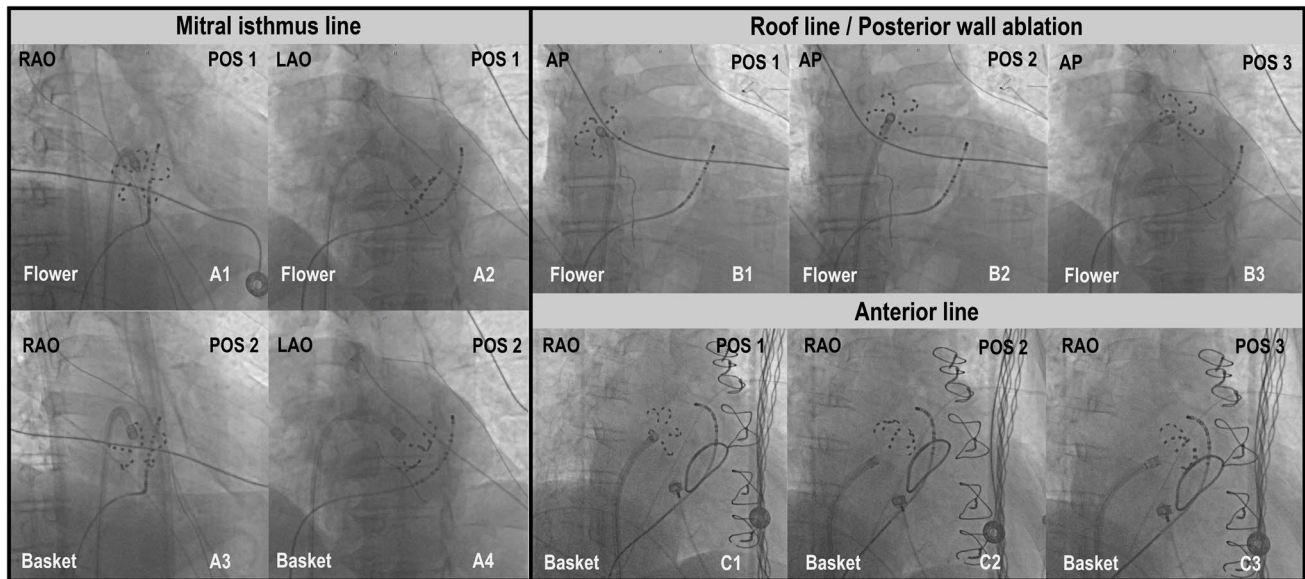 Mitral isthmus line
RAO POS 1
Flower A1
LAO POS 1
Flower A2
RAO POS 2
Basket A3
LAO POS 2
Basket A4
Roof line / Posterior wall ablation
AP POS 1
Flower B1
AP POS 2
Flower B2
AP POS 3
Flower B3
Anterior line
RAO POS 1
Basket C1
RAO POS 2
Basket C2
RAO POS 3
Basket C3